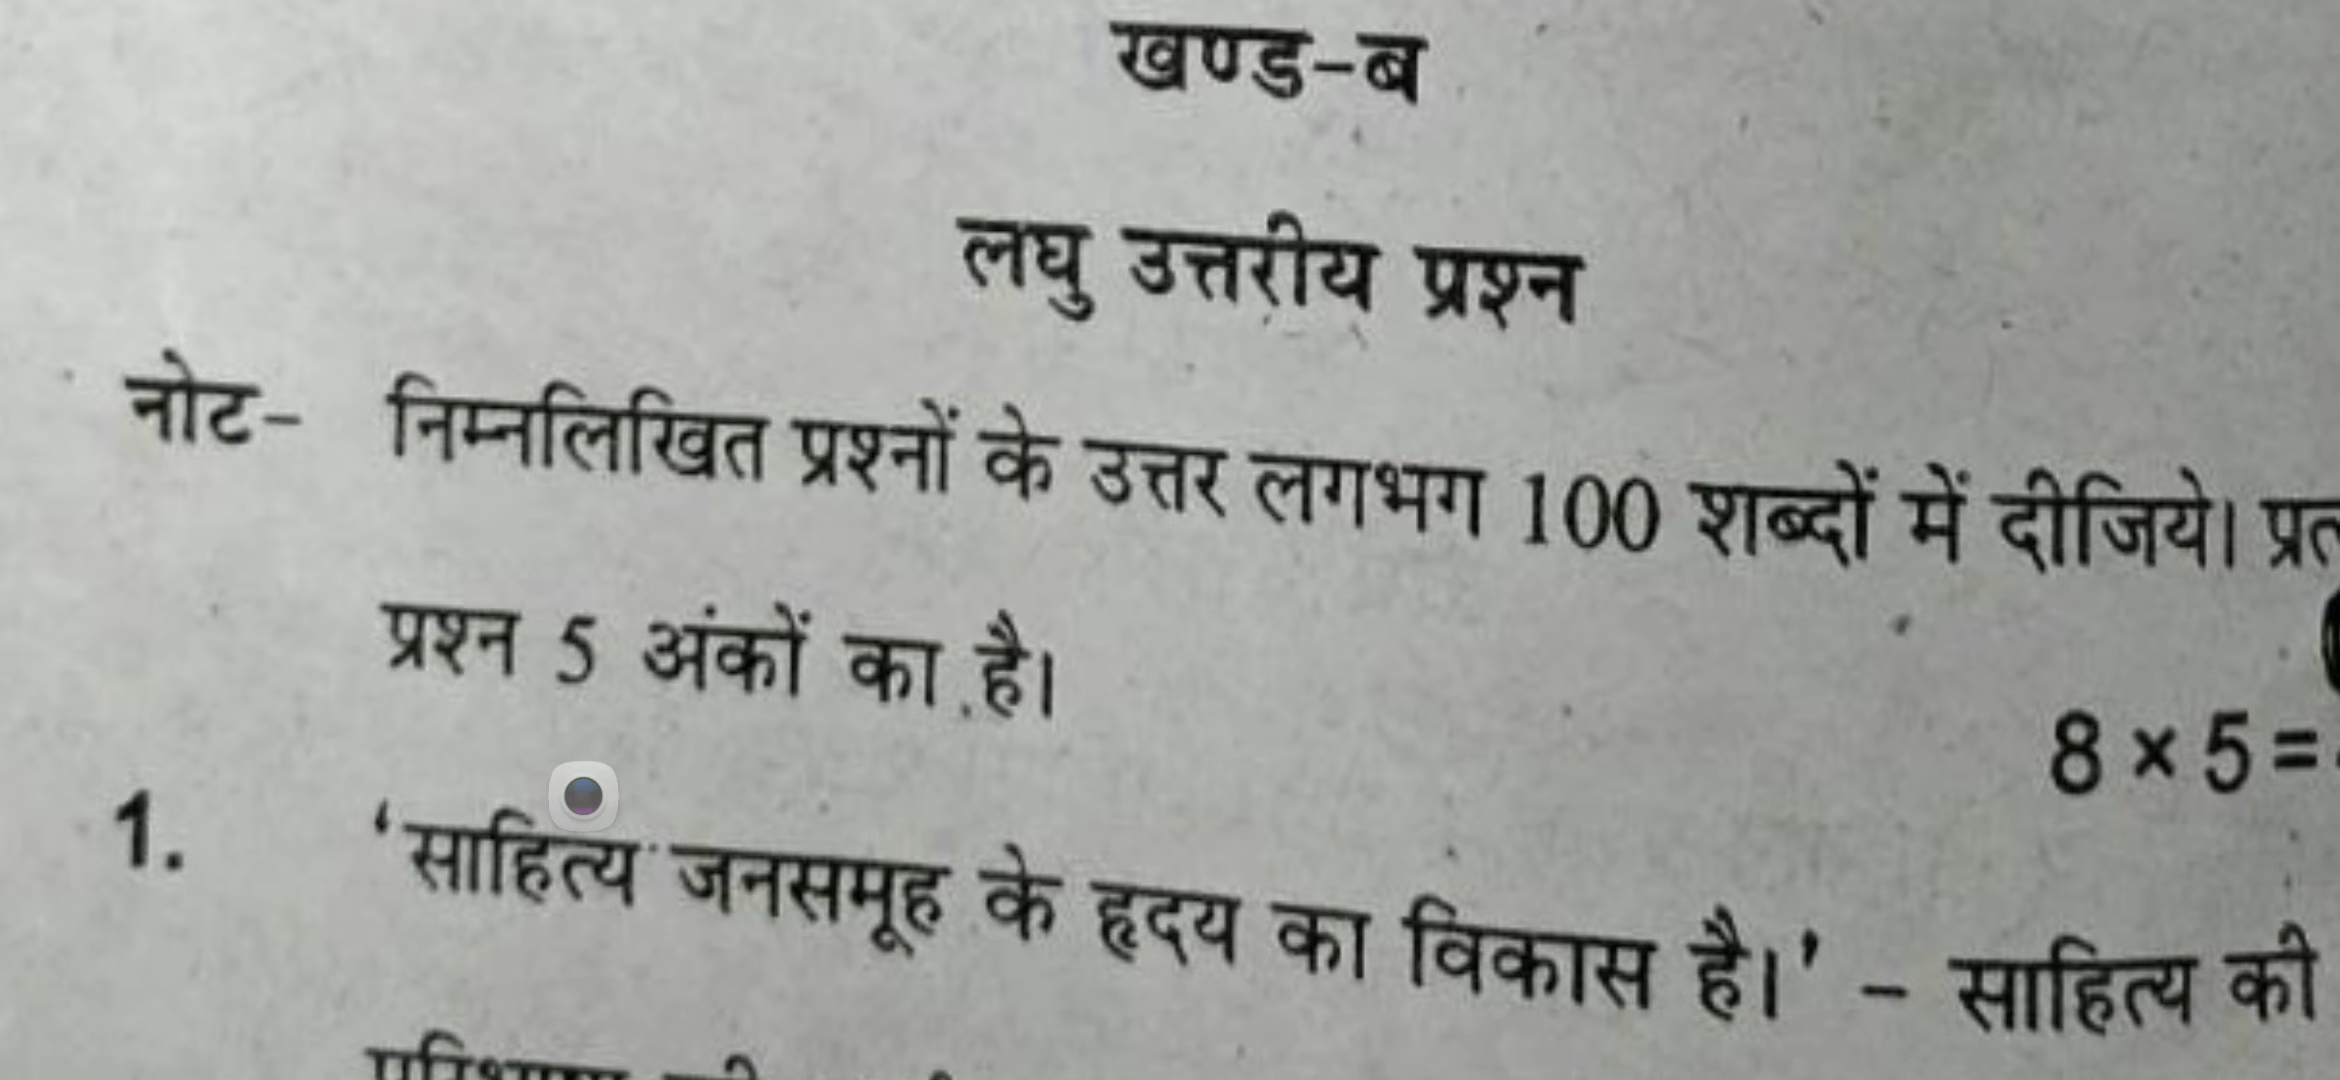 खण्ड-ब
लघु उत्तरीय प्रश्न
नोट- निम्नलिखित प्रश्नों के उत्तर लगभग 100 शब्दों में दीजिये।
प्रश्न 5 अंकों का है।
8 × 5 =
1. ‘साहित्य जनसमूह के हृदय का विकास है।’ – साहित्य की